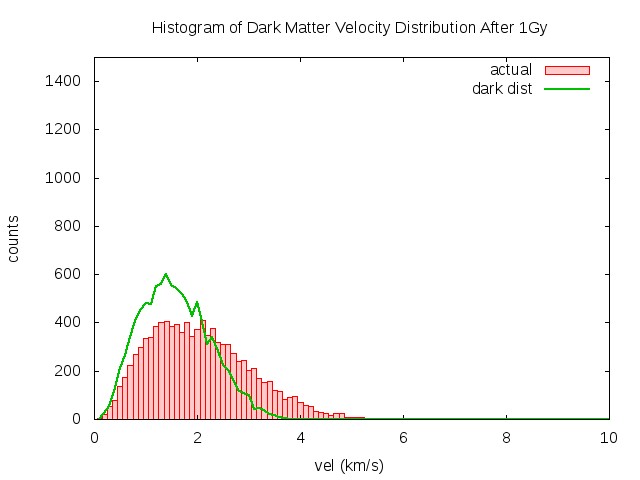 Histogram of Dark Matter Velocity Distribution After 1Gy
actual
dark dist
1400
1200
1000
800
600
400
200
0
counts
0 2 4 6 8 10
vel (km/s)